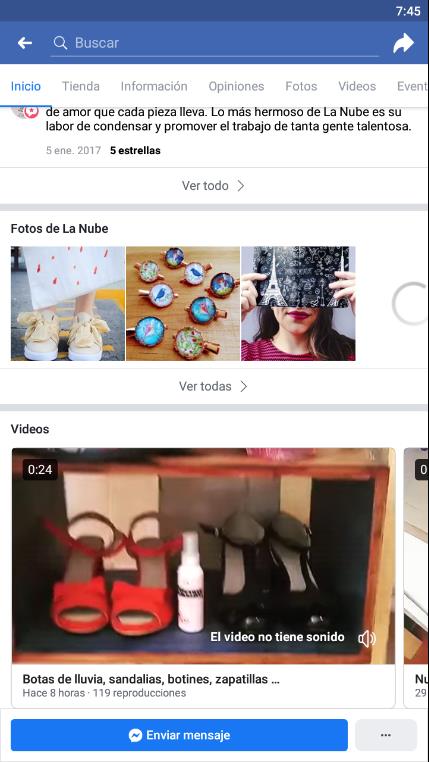 7:45
Buscar
Inicio Tienda Información Opiniones Fotos Videos Event
de amor que cada pieza lleva. Lo más hermoso de La Nube es su
labor de condensar y promover el trabajo de tanta gente talentosa.
5 ene. 2017 5 estrellas
Ver todo
Fotos de La Nube
Ver todas
Videos
0:24
0
El video no tiene sonido
Botas de lluvia, sandalias, botines, zapatillas ...
Hace 8 horas · 119 reproducciones
Nu
29
Enviar mensaje